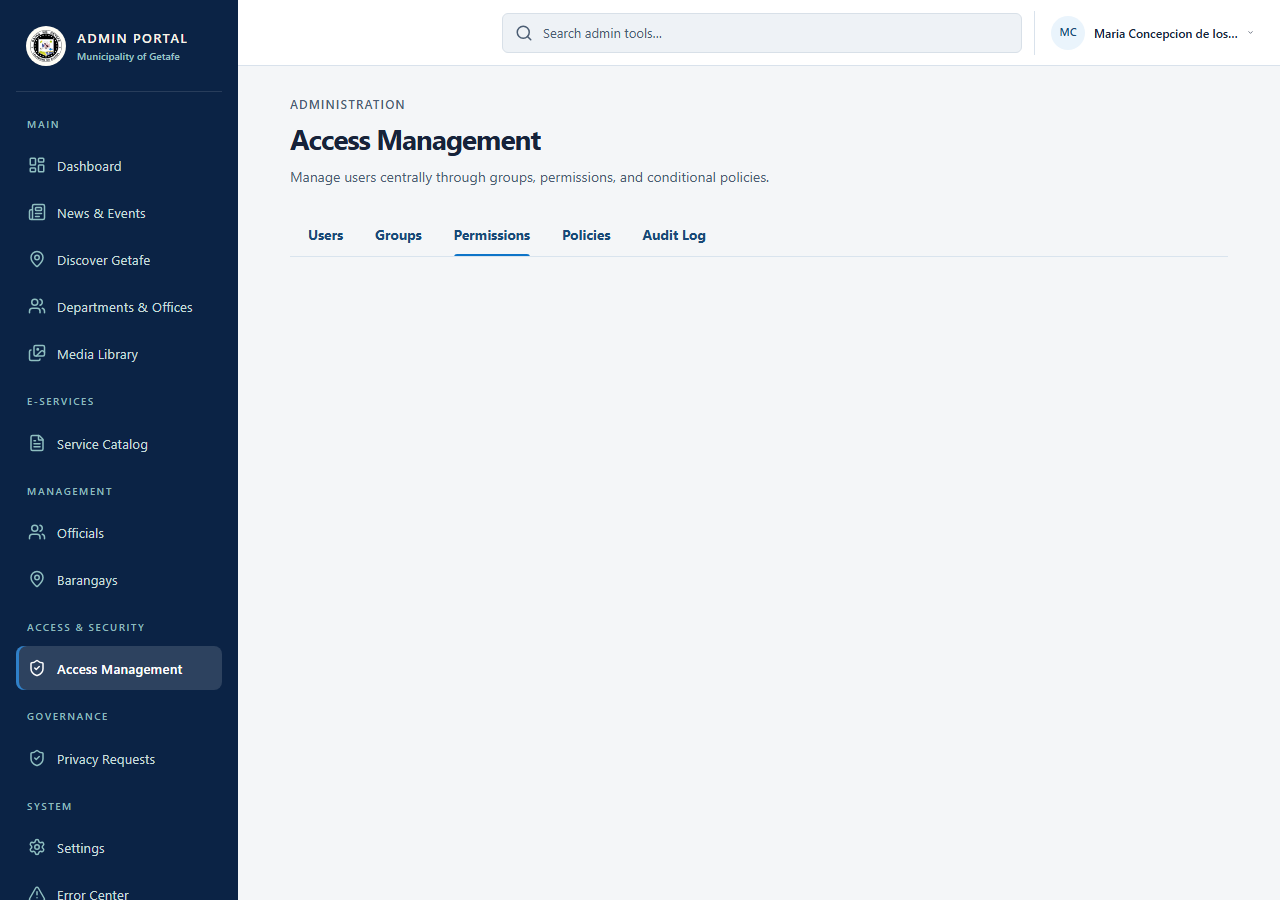 ADMIN PORTAL
Municipality of Getafe
Search admin tools...
MC
Maria Concepcion de los...
MAIN
Dashboard
News & Events
Discover Getafe
Departments & Offices
Media Library
E-SERVICES
Service Catalog
MANAGEMENT
Officials
Barangays
ACCESS & SECURITY
Access Management
GOVERNANCE
Privacy Requests
SYSTEM
Settings
Error Center
ADMINISTRATION
Access Management
Manage users centrally through groups, permissions, and conditional policies.
Users Groups Permissions Policies Audit Log